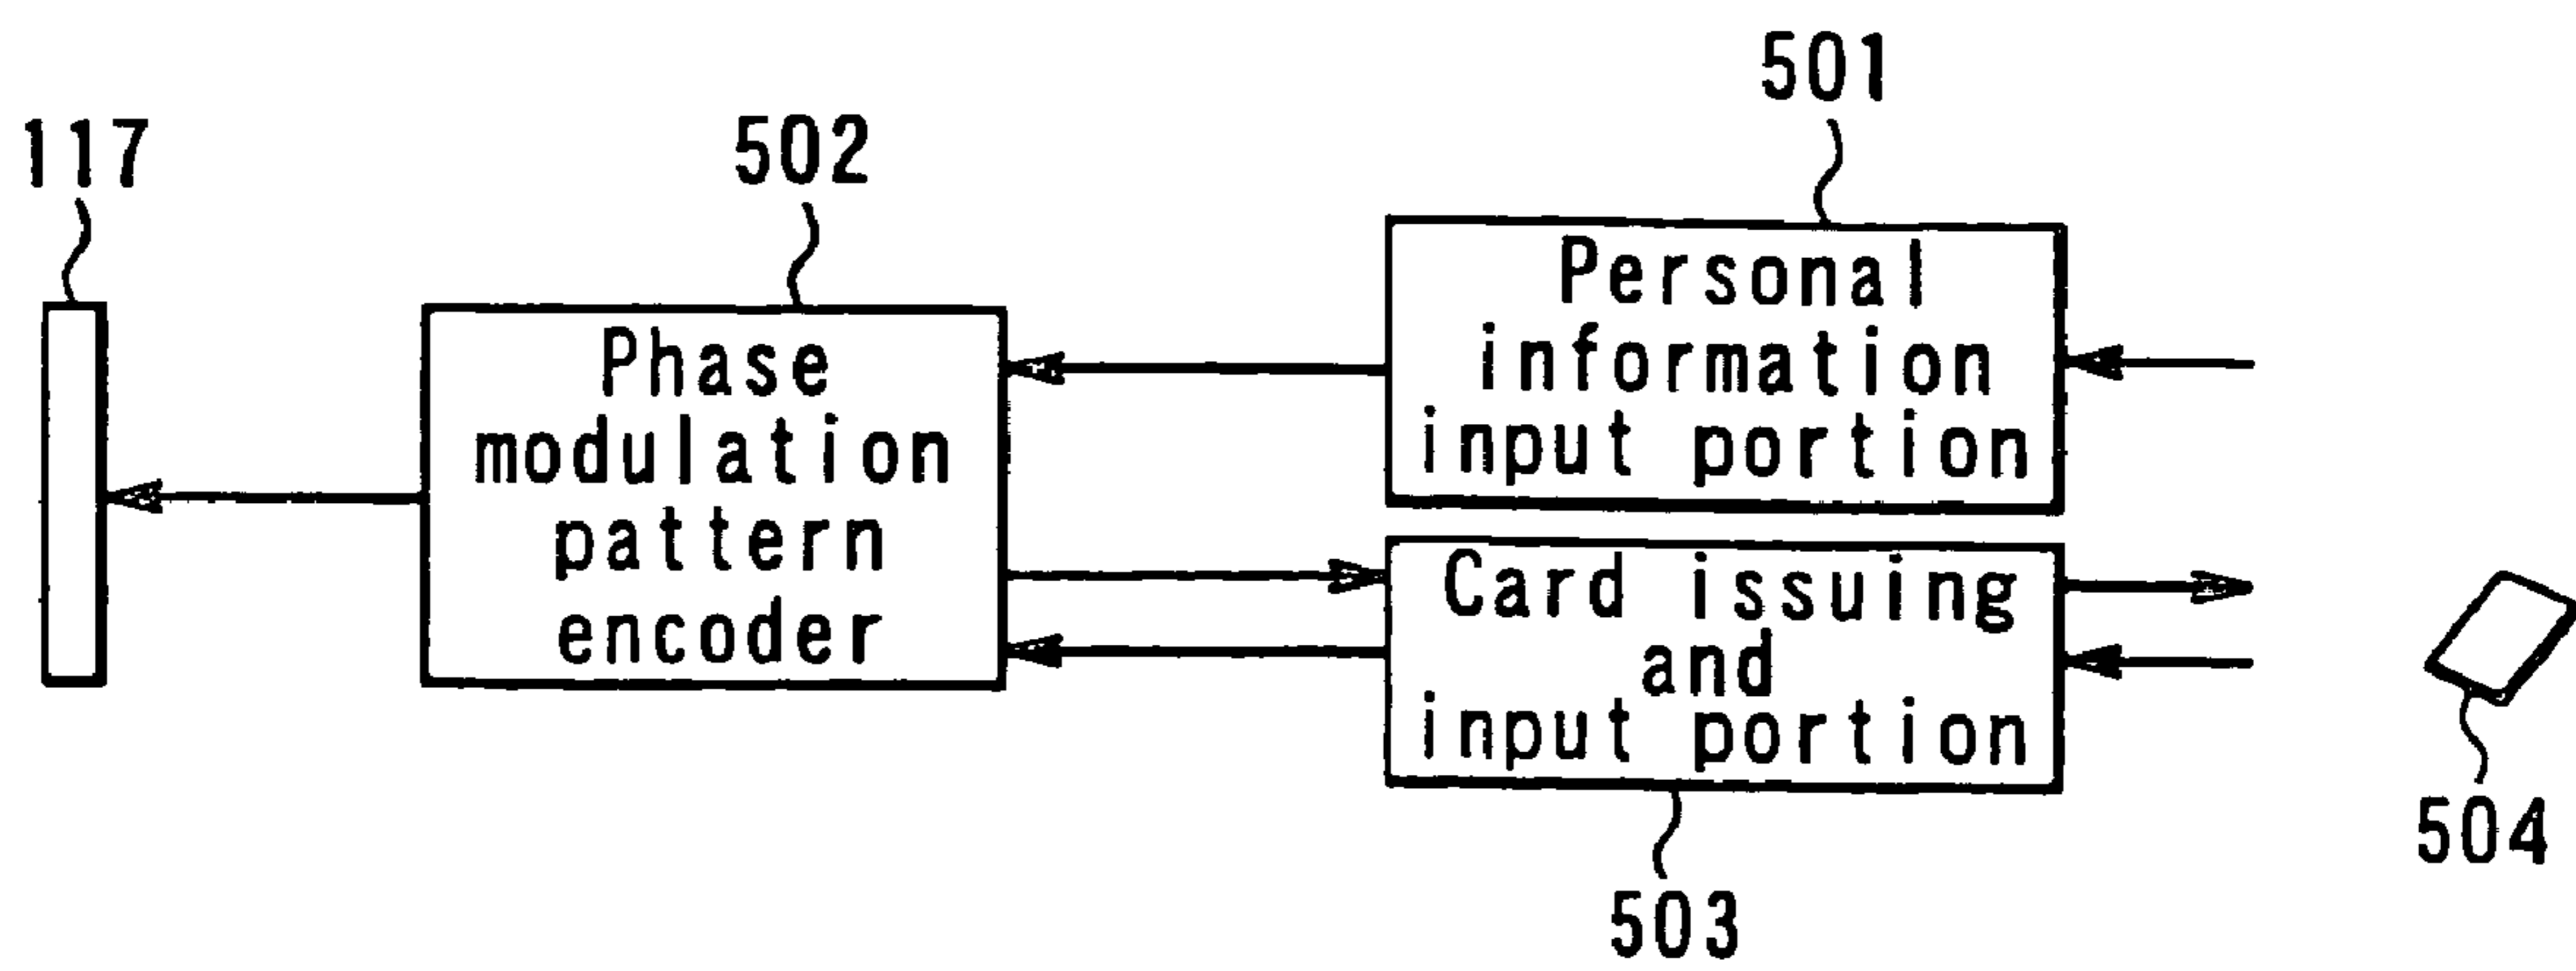 501
117
502
Personal
information
input portion
Phase
modulation
pattern
encoder
Card issuing
and
input portion
504
503